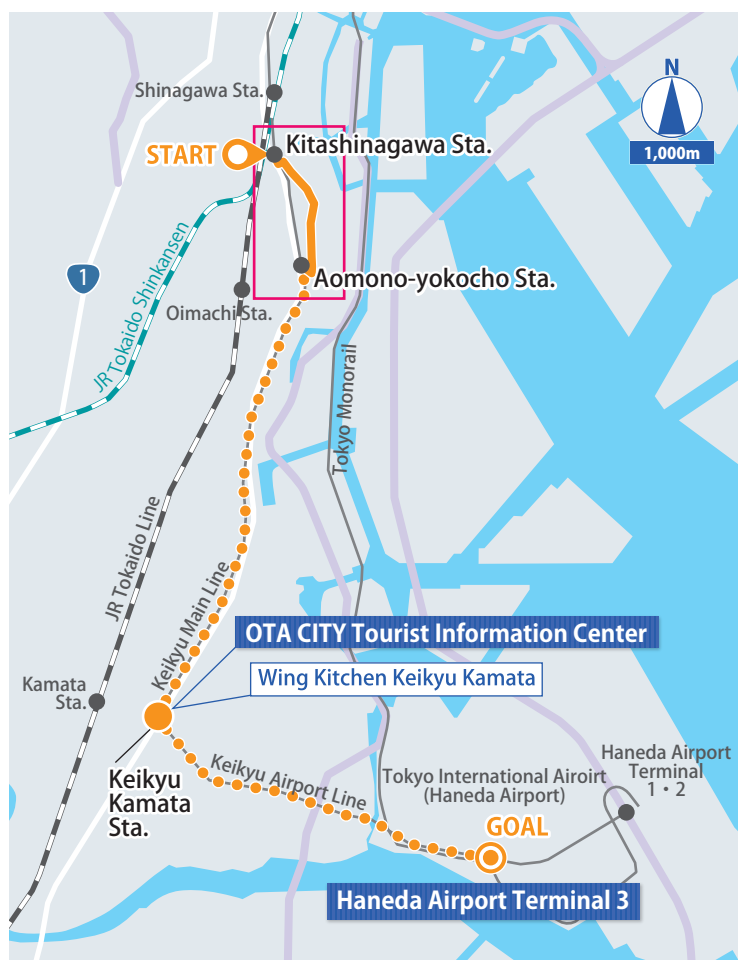 Shinagawa Sta.
N
1,000m
START
Kitashinagawa Sta.
1
JR Tokaido Shinkansen
Aomono-yokocho Sta.
Oimachi Sta.
Tokyo Monorail
JR Tokaido Line
Keikyu Main Line
OTA CITY Tourist Information Center
Wing Kitchen Keikyu Kamata
Kamata
Sta.
Keikyu
Kamata
Sta.
Keikyu Airport Line
Tokyo International Airoirt
(Haneda Airport)
Haneda Airport
Terminal
1・2
GOAL
Haneda Airport Terminal 3